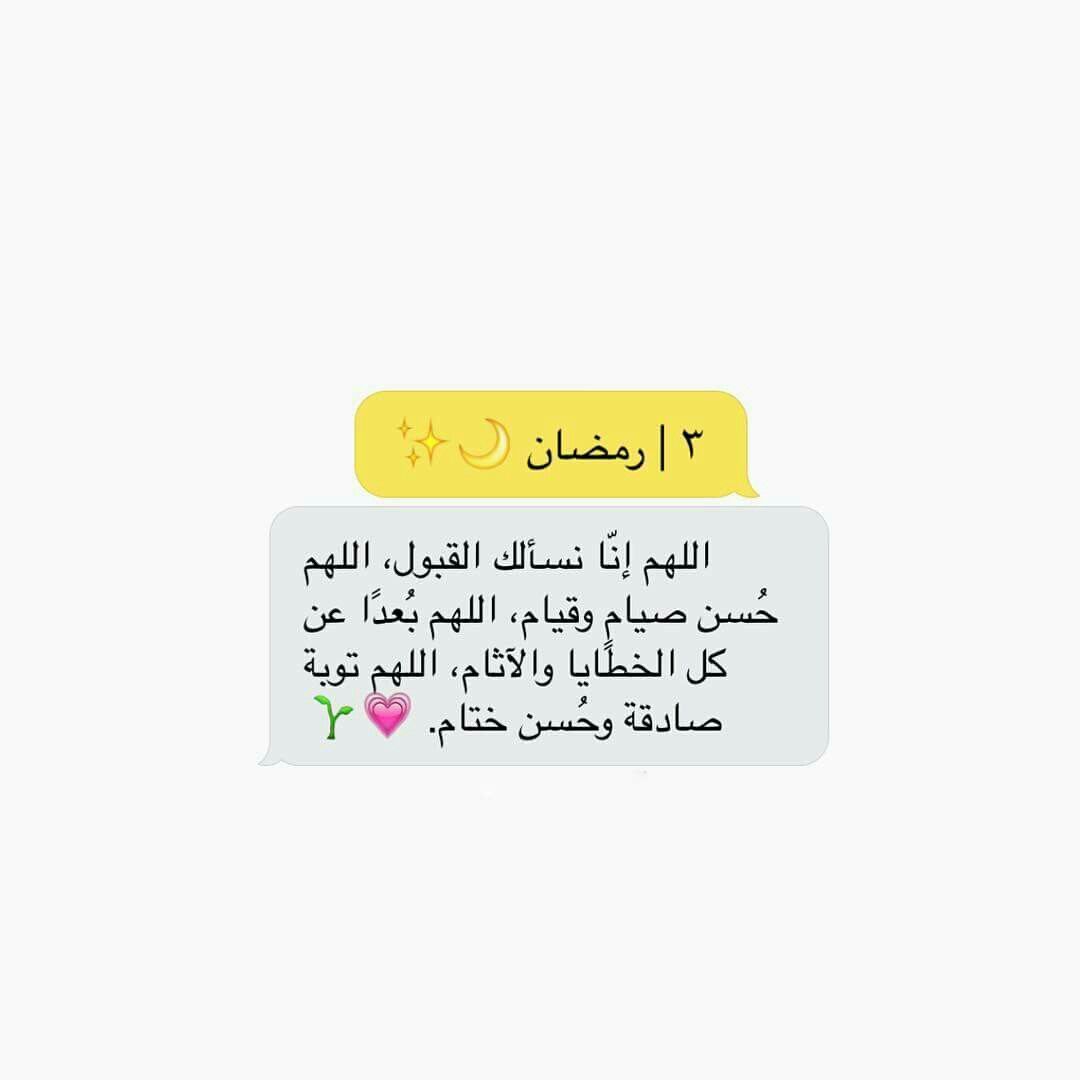 ٣ | رمضان 🌙✨
اللهم إنّا نسألك القبول، اللهم
حُسن صيامٍ وقيام، اللهم بُعدًا عن
كل الخطايا والآثام، اللهم توبة
صادقة وحُسن ختام. 💗🌱